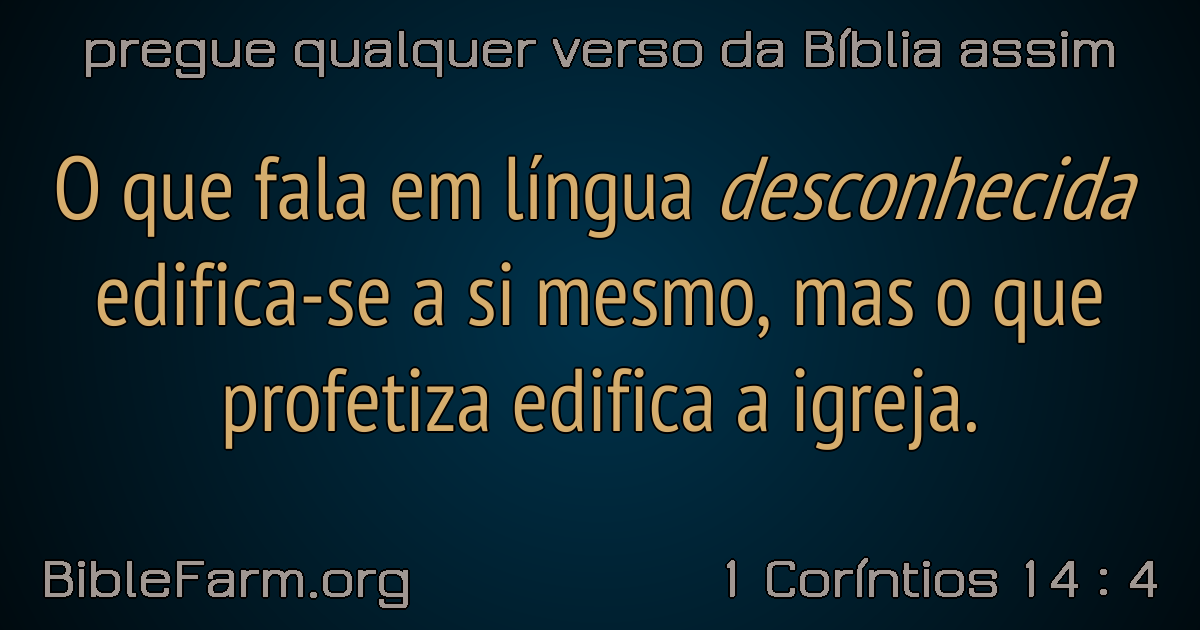 pregue qualquer verso da Bíblia assim
O que fala em língua desconhecida
edifica-se a si mesmo, mas o que
profetiza edifica a igreja.
BibleFarm.org
1 Coríntios 14 : 4